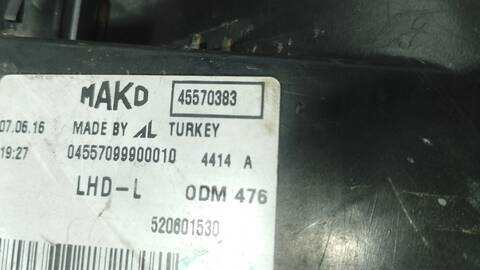 MAKO 45570383
07.06.16 MADE BY AL TURKEY
19:27 04557099900010 4414 A
LHD-L ODM 476
520601530